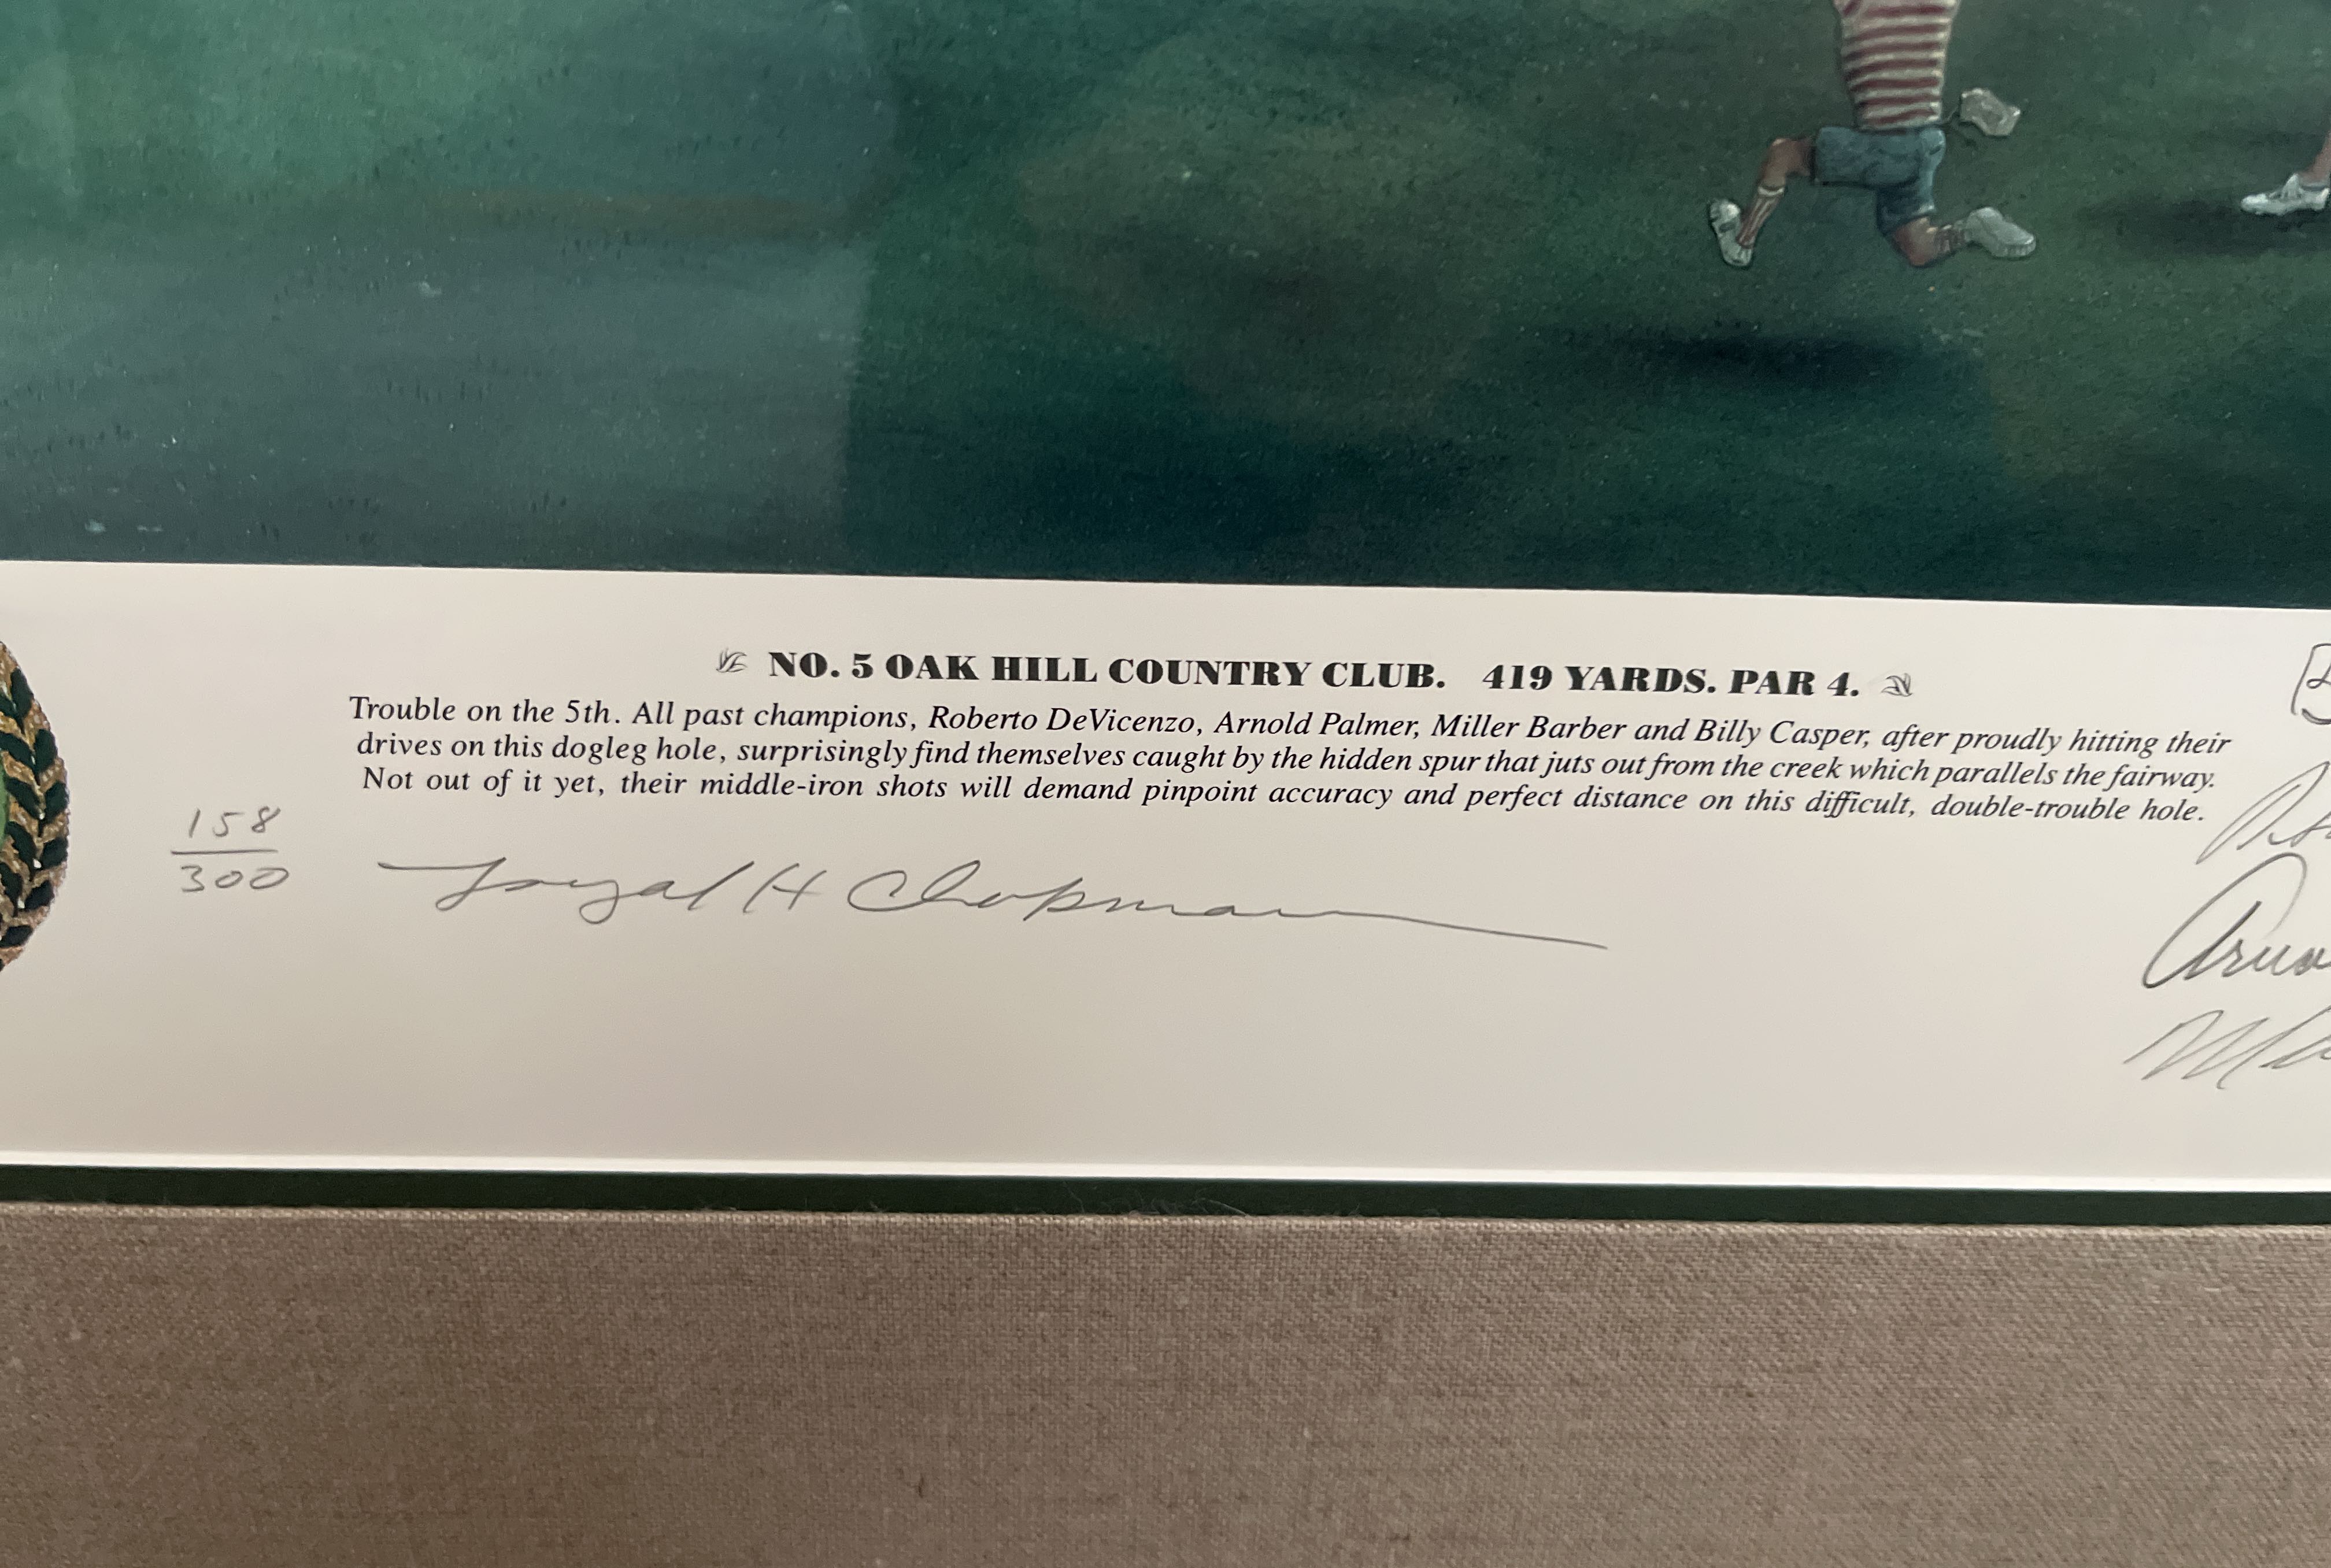 NO. 5 OAK HILL COUNTRY CLUB. 419 YARDS. PAR 4.
Trouble on the 5th. All past champions, Roberto DeVicenzo, Arnold Palmer, Miller Barber and Billy Casper, after proudly hitting their
drives on this dogleg hole, surprisingly find themselves caught by the hidden spur that juts out from the creek which parallels the fairway.
Not out of it yet, their middle-iron shots will demand pinpoint accuracy and perfect distance on this difficult, double-trouble hole.
158
300
Loyal H Chapman